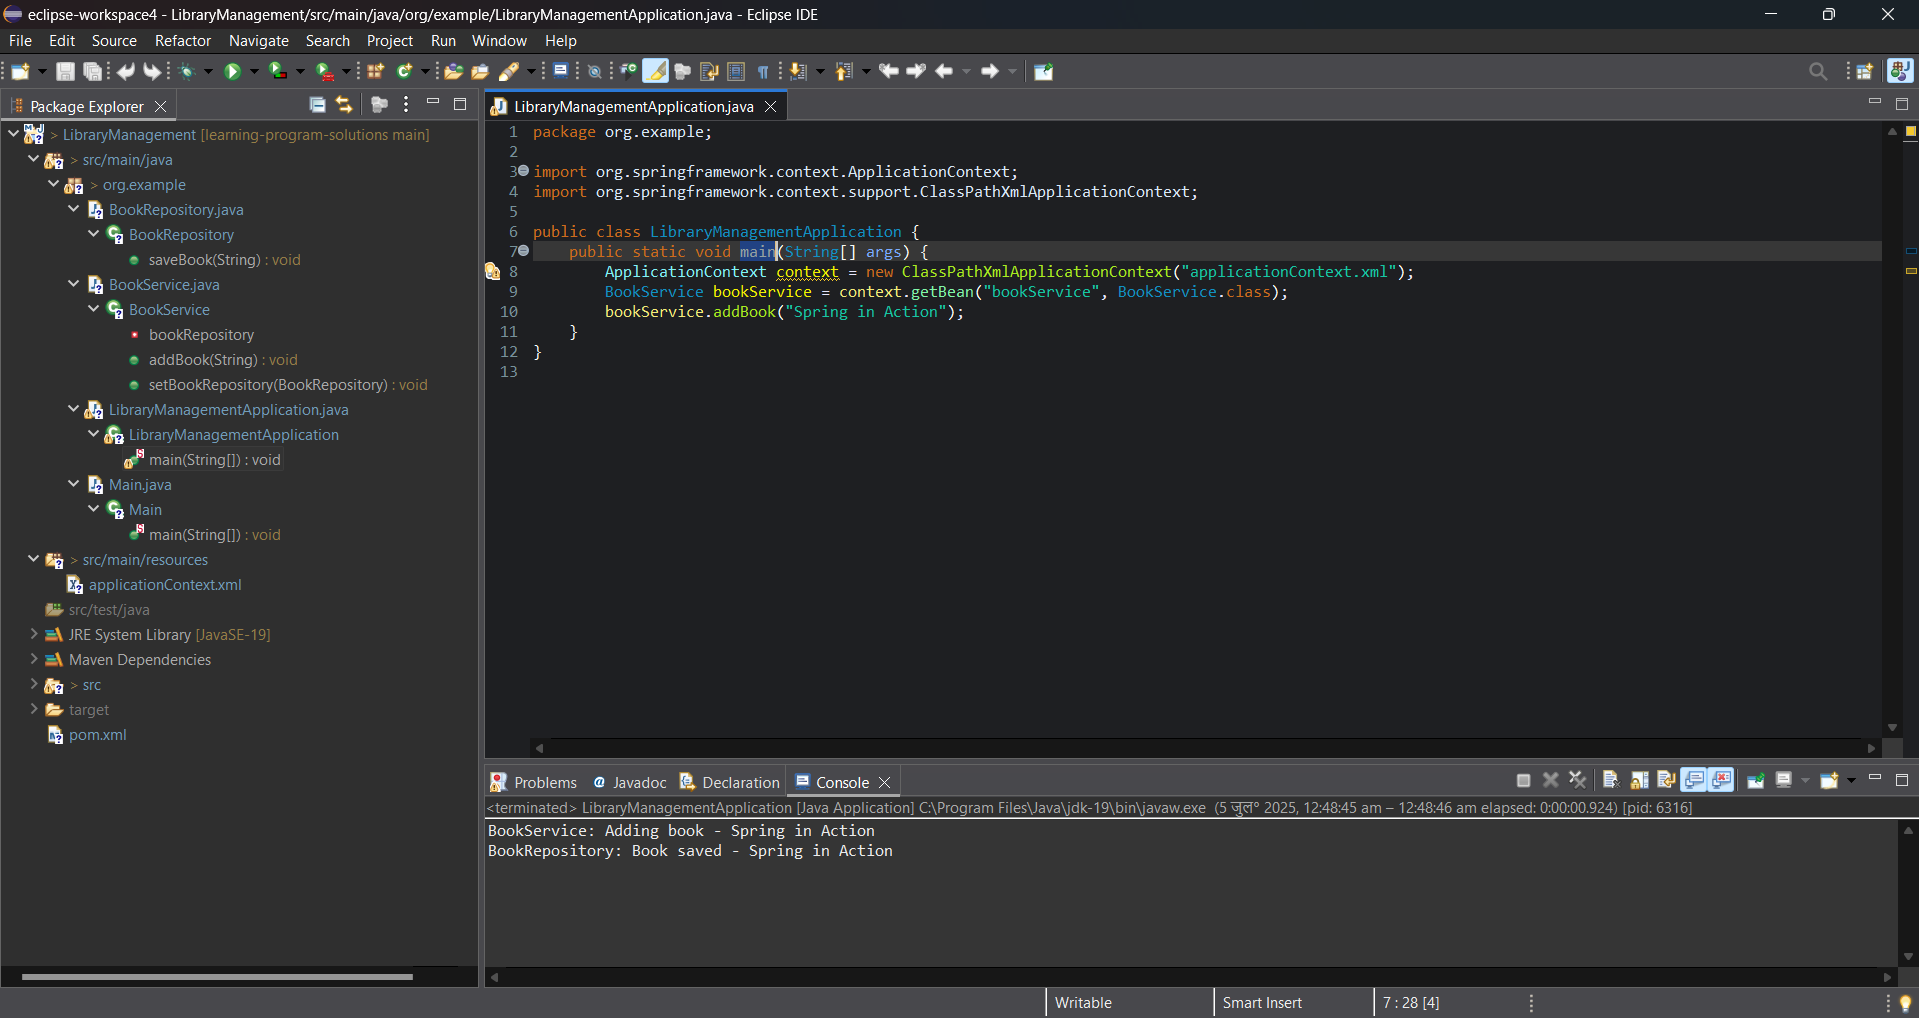 eclipse-workspace4 - LibraryManagement/src/main/java/org/example/LibraryManagementApplication.java - Eclipse IDE
File Edit Source Refactor Navigate Search Project Run Window Help
Package Explorer
> LibraryManagement [learning-program-solutions main]
> src/main/java
> org.example
BookRepository.java
BookRepository
saveBook(String) : void
BookService.java
BookService
bookRepository
addBook(String) : void
setBookRepository(BookRepository) : void
LibraryManagementApplication.java
LibraryManagementApplication
main(String[]) : void
Main.java
Main
main(String[]) : void
> src/main/resources
applicationContext.xml
src/test/java
JRE System Library [JavaSE-19]
Maven Dependencies
> src
target
pom.xml
LibraryManagementApplication.java
1 package org.example;
2
3 import org.springframework.context.ApplicationContext;
4 import org.springframework.context.support.ClassPathXmlApplicationContext;
5
6 public class LibraryManagementApplication {
7 public static void main(String[] args) {
8 ApplicationContext context = new ClassPathXmlApplicationContext("applicationContext.xml");
9 BookService bookService = context.getBean("bookService", BookService.class);
10 bookService.addBook("Spring in Action");
11 }
12 }
13
Problems @ Javadoc Declaration Console
<terminated> LibraryManagementApplication [Java Application] C:\Program Files\Java\jdk-19\bin\javaw.exe (5 जुल॰ 2025, 12:48:45 am – 12:48:46 am elapsed: 0:00:00.924) [pid: 6316]
BookService: Adding book - Spring in Action
BookRepository: Book saved - Spring in Action
Writable Smart Insert 7 : 28 [4]